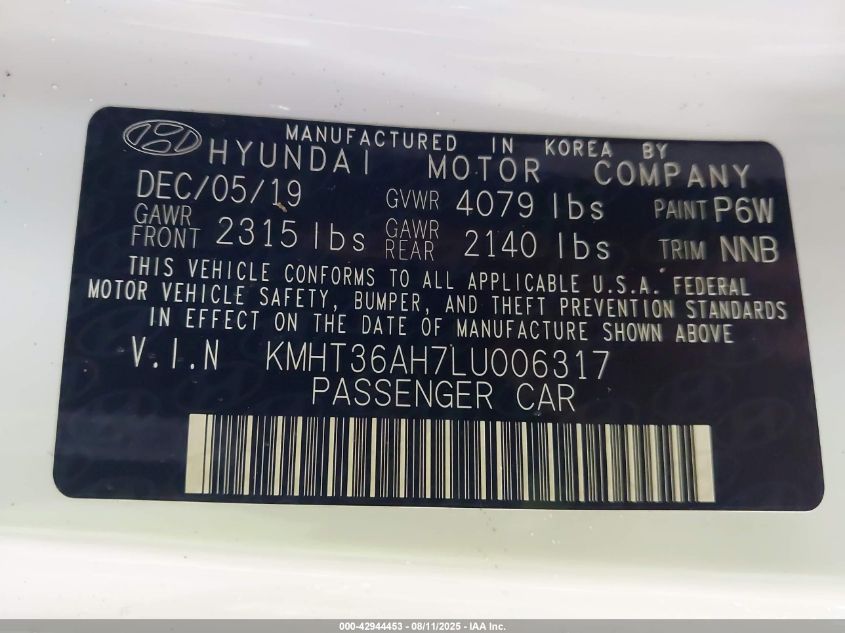 MANUFACTURED IN KOREA BY
HYUNDAI MOTOR COMPANY
DEC/05/19 GVWR 4079 lbs PAINT P6W
GAWR FRONT 2315 lbs GAWR REAR 2140 lbs TRIM NNB
THIS VEHICLE CONFORMS TO ALL APPLICABLE U.S.A. FEDERAL
MOTOR VEHICLE SAFETY, BUMPER, AND THEFT PREVENTION STANDARDS
IN EFFECT ON THE DATE OF MANUFACTURE SHOWN ABOVE
V.I.N KMHT36AH7LU006317
PASSENGER CAR
000-42944453 - 08/11/2025 - IAA Inc.